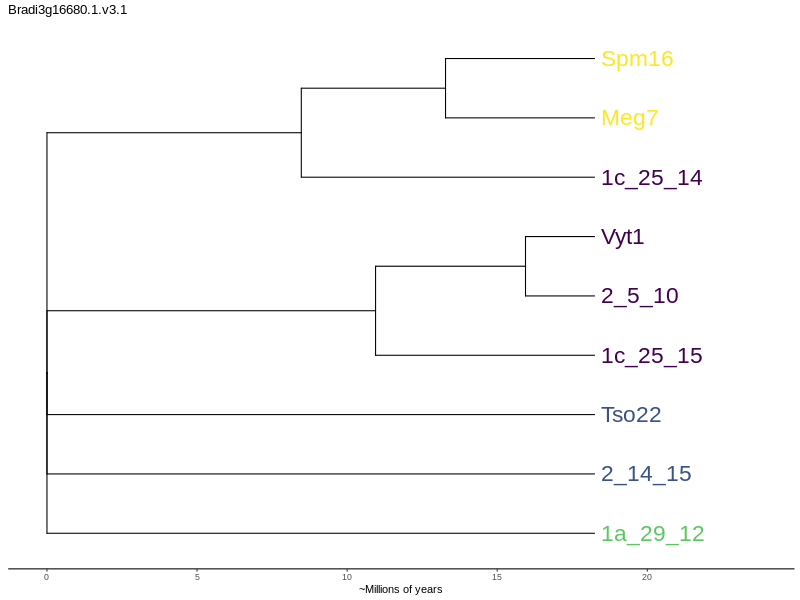 Bradi3g16680.1.v3.1
Spm16
Meg7
1c_25_14
Vyt1
2_5_10
1c_25_15
Tso22
2_14_15
1a_29_12
0 5 10 15 20
~Millions of years